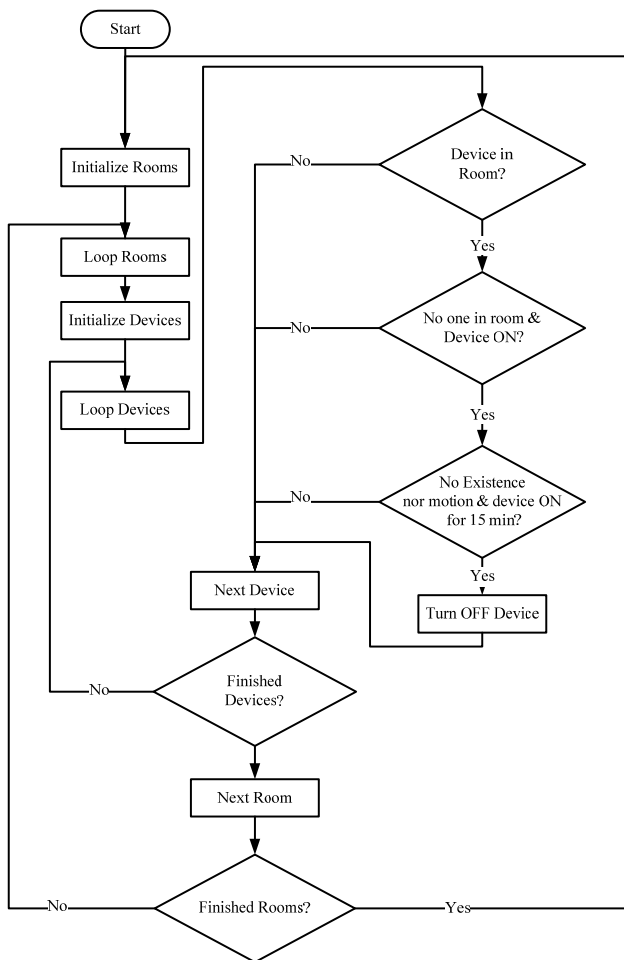 Start
Initialize Rooms
Loop Rooms
Initialize Devices
Loop Devices
Device in
Room?
No
Yes
No one in room &
Device ON?
No
Yes
No Existence
nor motion & device ON
for 15 min?
No
Yes
Turn OFF Device
Next Device
Finished
Devices?
No
Next Room
Finished Rooms?
No
Yes